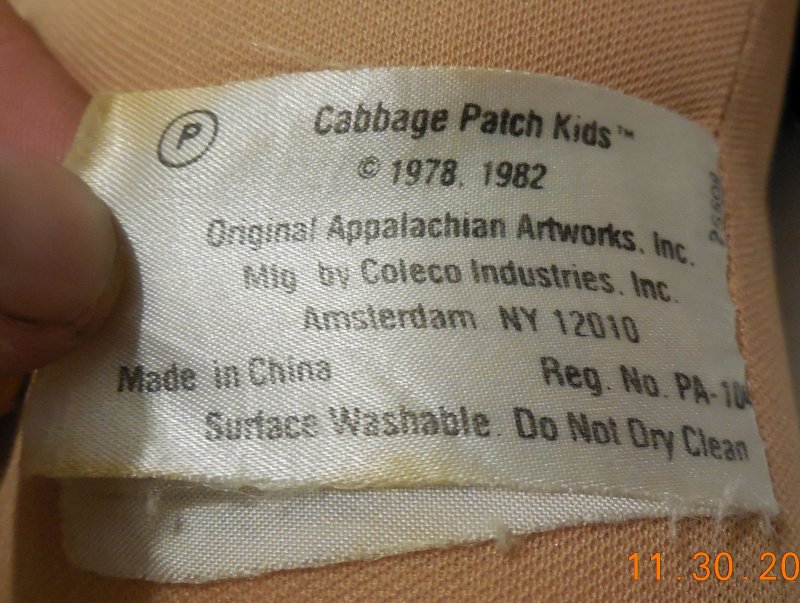 P
Cabbage Patch Kids™
© 1978, 1982
Original Appalachian Artworks, Inc.
Mfg by Coleco Industries, Inc.
Amsterdam NY 12010
Made in China Reg. No. PA-104
Surface Washable. Do Not Dry Clean
11.30.20